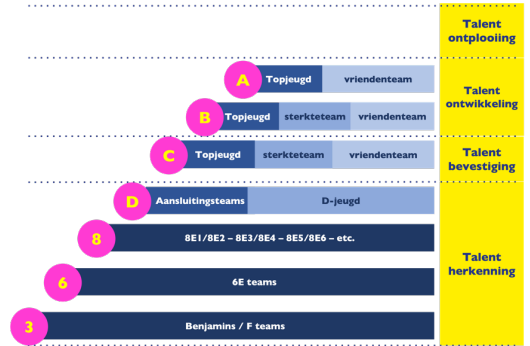 Talent
ontplooiing
A
Topjeugd
vriendenteam
Talent
ontwikkeling
B
Topjeugd
sterkteteam
vriendenteam
C
Topjeugd
sterkteteam
vriendenteam
Talent
bevestiging
D
Aansluitingsteams
D-jeugd
8
8E1/8E2 – 8E3/8E4 – 8E5/8E6 – etc.
Talent
herkenning
6
6E teams
3
Benjamins / F teams